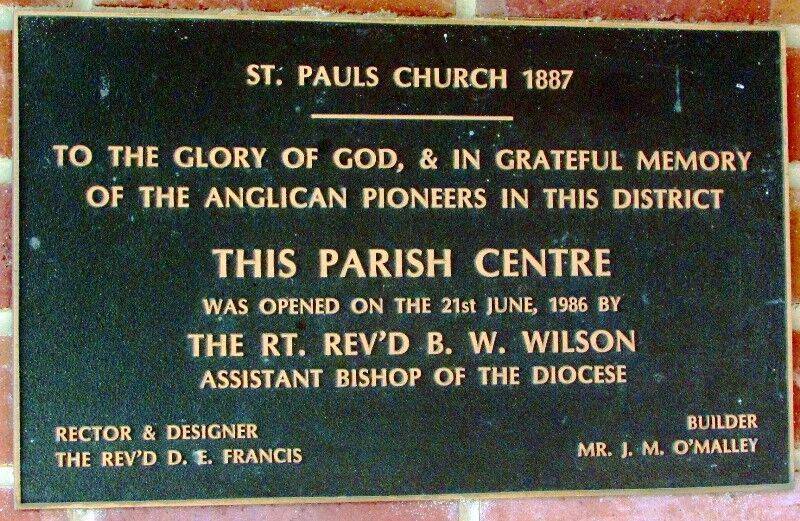 ST. PAULS CHURCH 1887
TO THE GLORY OF GOD, & IN GRATEFUL MEMORY
OF THE ANGLICAN PIONEERS IN THIS DISTRICT
THIS PARISH CENTRE
WAS OPENED ON THE 21st JUNE, 1986 BY
THE RT. REV'D B. W. WILSON
ASSISTANT BISHOP OF THE DIOCESE
RECTOR & DESIGNER
THE REV'D D. E. FRANCIS
BUILDER
MR. J. M. O'MALLEY